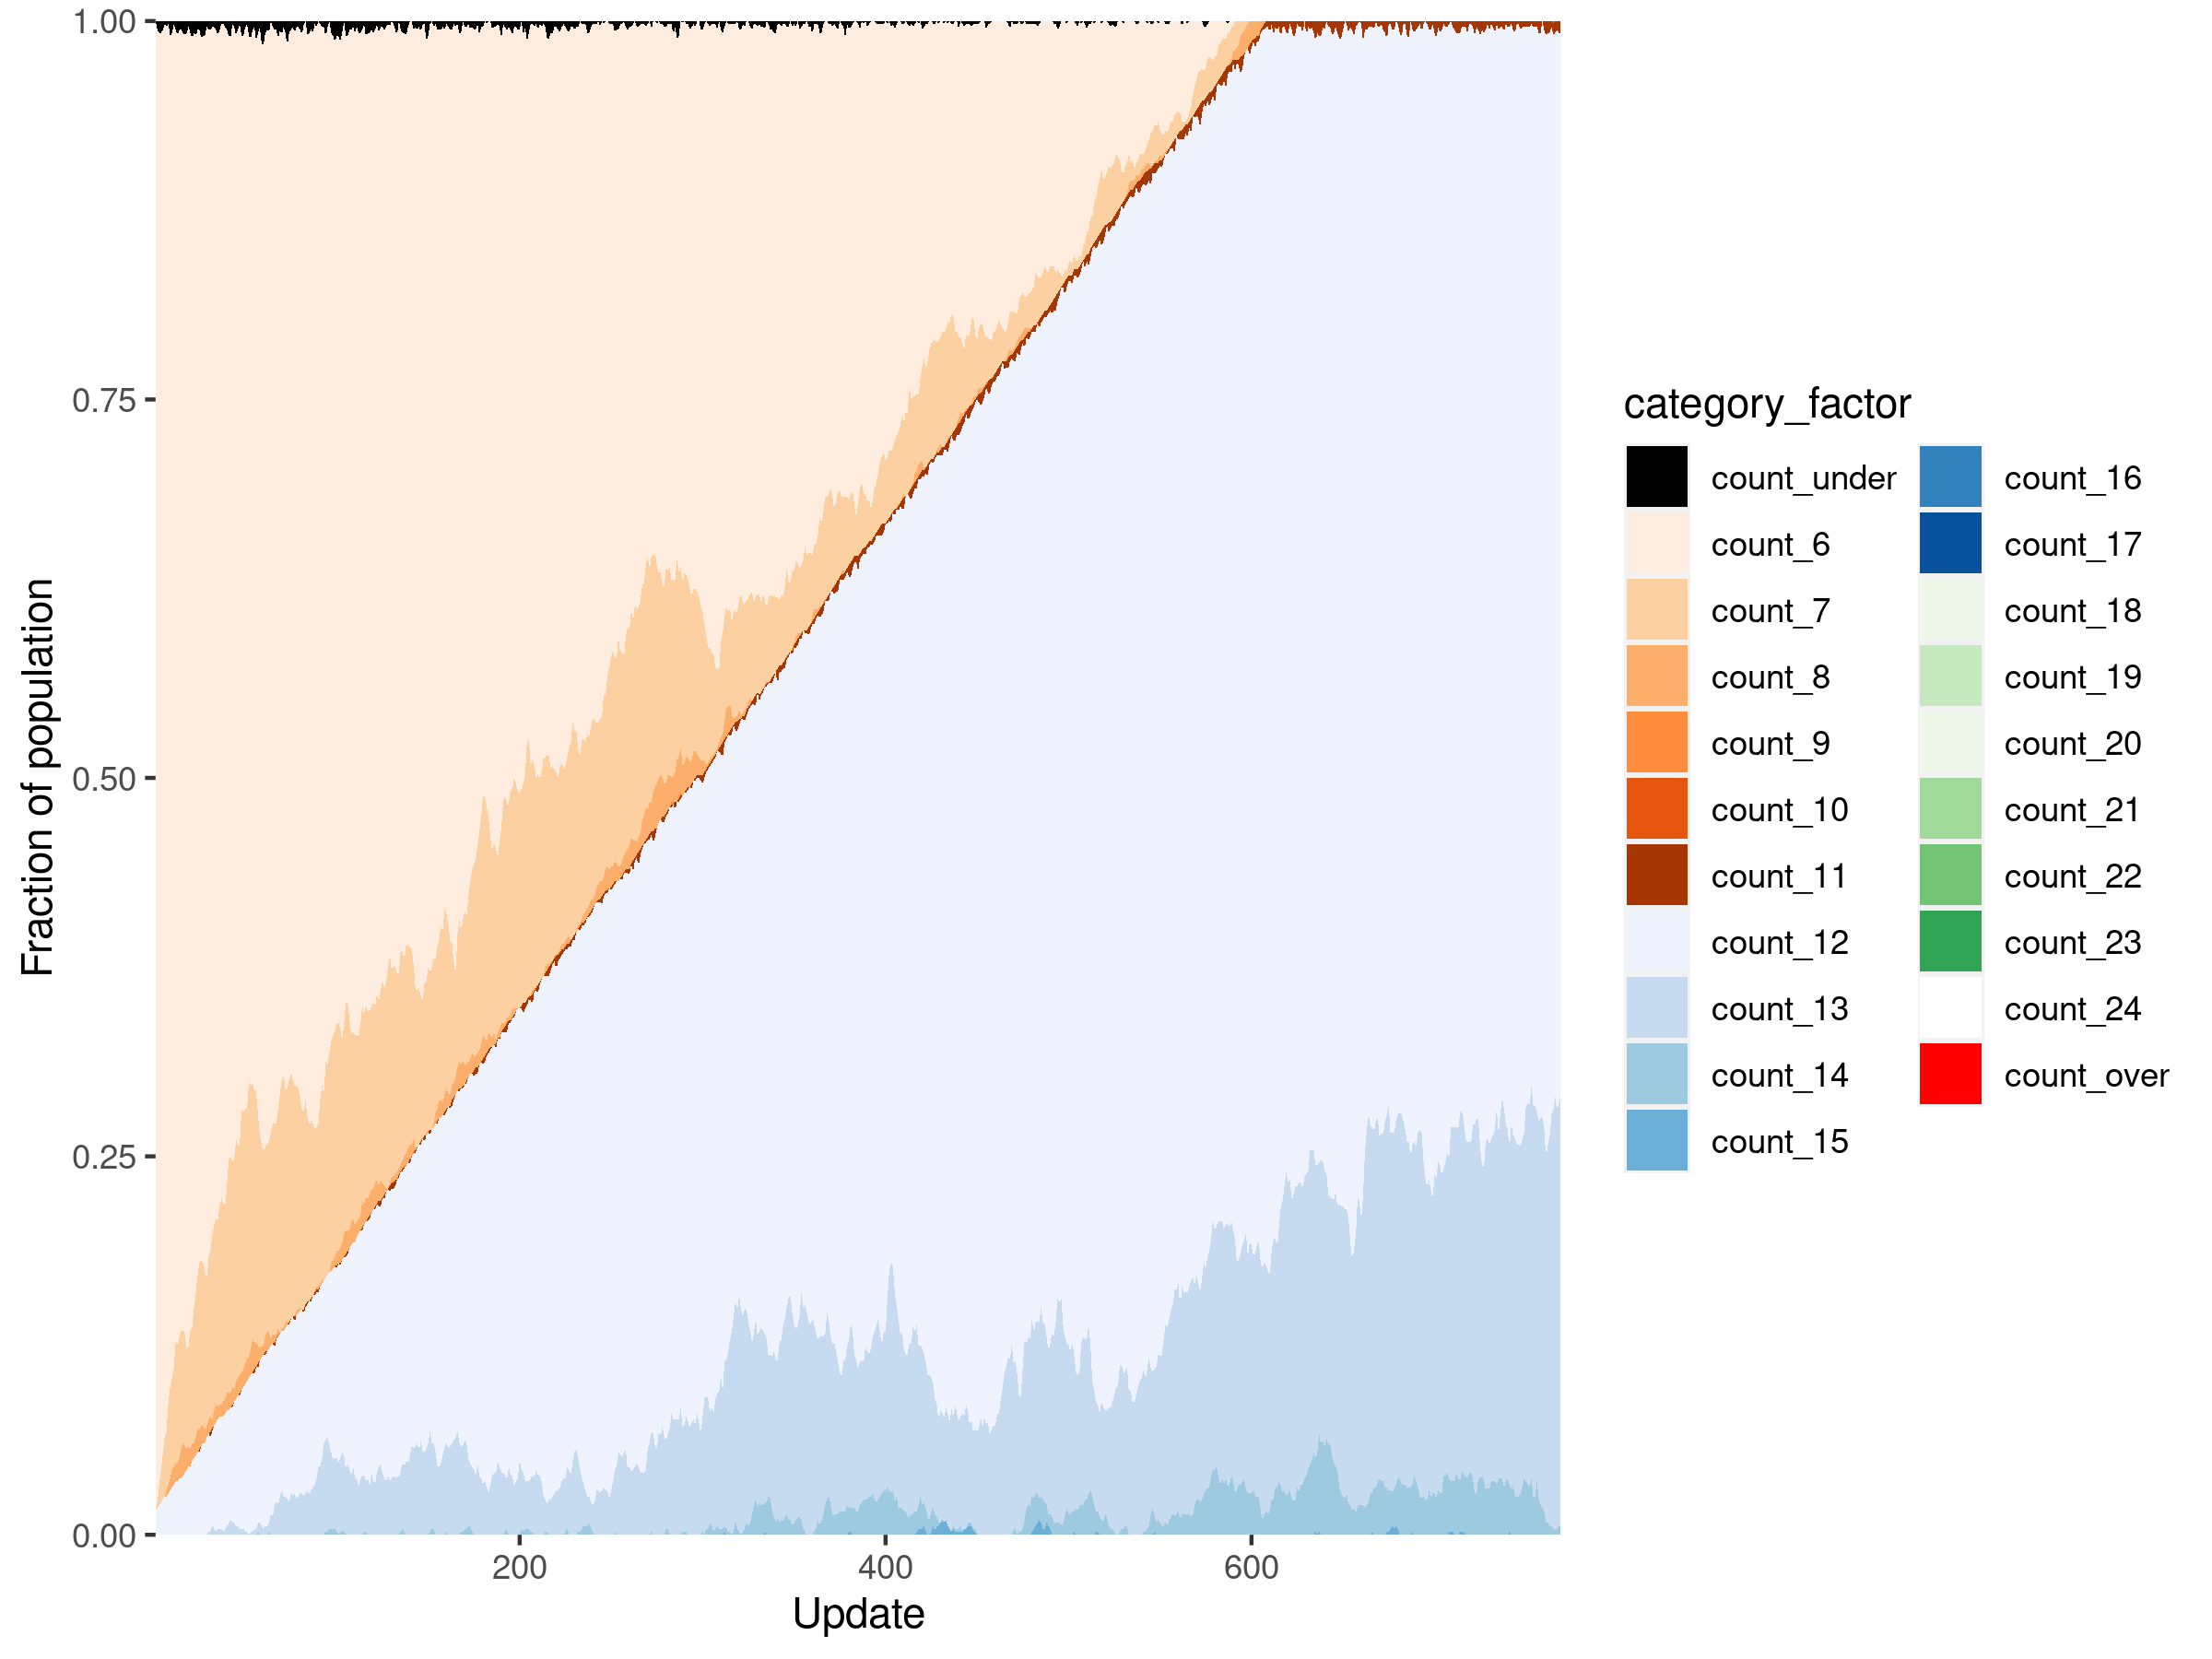 1.00
0.75
0.50
0.25
0.00
Fraction of population
200
400
600
Update
category_factor
count_under
count_6
count_7
count_8
count_9
count_10
count_11
count_12
count_13
count_14
count_15
count_16
count_17
count_18
count_19
count_20
count_21
count_22
count_23
count_24
count_over